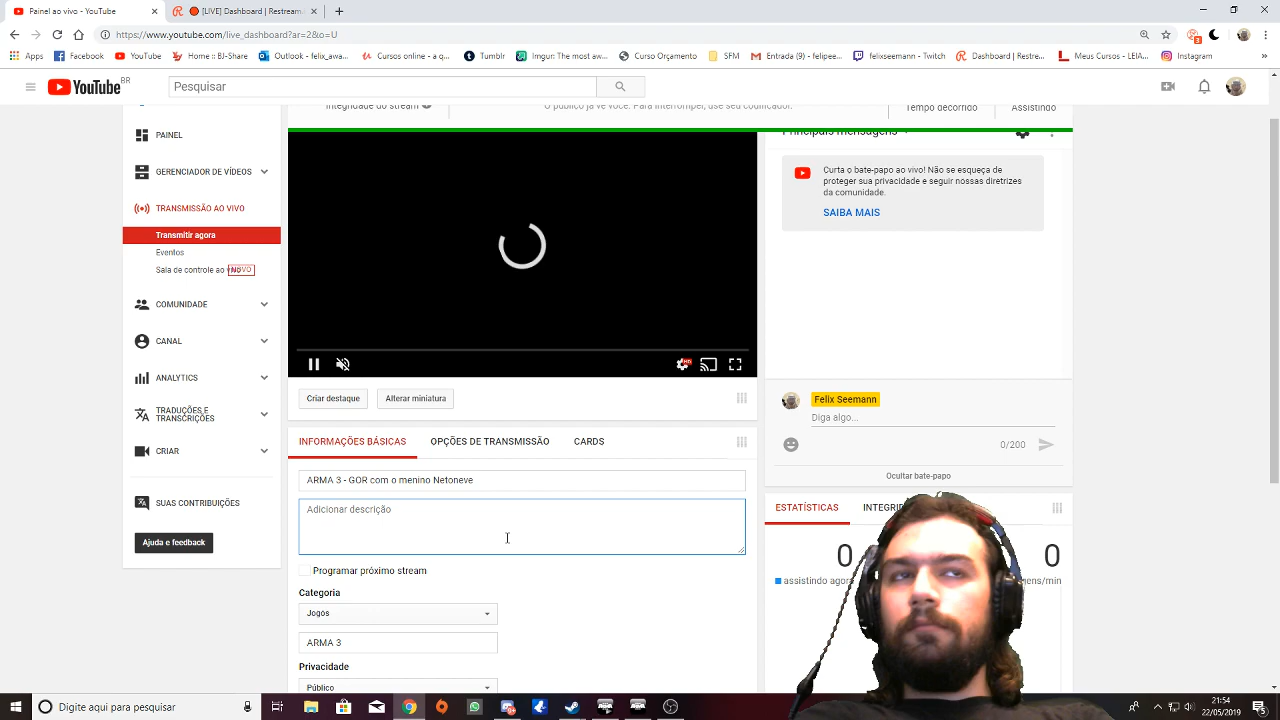 Painel ao vivo - YouTube
[LIVE] Dashboard | Restream
https://www.youtube.com/live_dashboard?ar=2&o=U
Apps Facebook YouTube Home :: BJ-Share Outlook - felix_awa Cursos online - a q... Tumblr Imgur: The most aw... Curso Orçamento SFM Entrada (9) - felipee... felixseemann - Twitch Dashboard | Restrea... Meus Cursos – LEIA... Instagram
YouTube BR
Pesquisar
Integridade do stream
O público já vê você. Para interromper, use seu codificador.
Tempo decorrido
Assistindo
PAINEL
GERENCIADOR DE VÍDEOS
TRANSMISSÃO AO VIVO
Transmitir agora
Eventos
Sala de controle ao vivo NOVO
COMUNIDADE
CANAL
ANALYTICS
TRADUÇÕES E
TRANSCRIÇÕES
CRIAR
SUAS CONTRIBUIÇÕES
Ajuda e feedback
HD
Criar destaque
Alterar miniatura
INFORMAÇÕES BÁSICAS
OPÇÕES DE TRANSMISSÃO
CARDS
ARMA 3 - GOR com o menino Netoneve
Adicionar descrição
Programar próximo stream
Categoria
Jogos
ARMA 3
Privacidade
Público
Principais mensagens
Curta o bate-papo ao vivo! Não se esqueça de
proteger sua privacidade e seguir nossas diretrizes
da comunidade.
SAIBA MAIS
Felix Seemann
Diga algo...
0/200
Ocultar bate-papo
ESTATÍSTICAS
0
0
assistindo agora
Digite aqui para pesquisar
21:54
22/05/2019